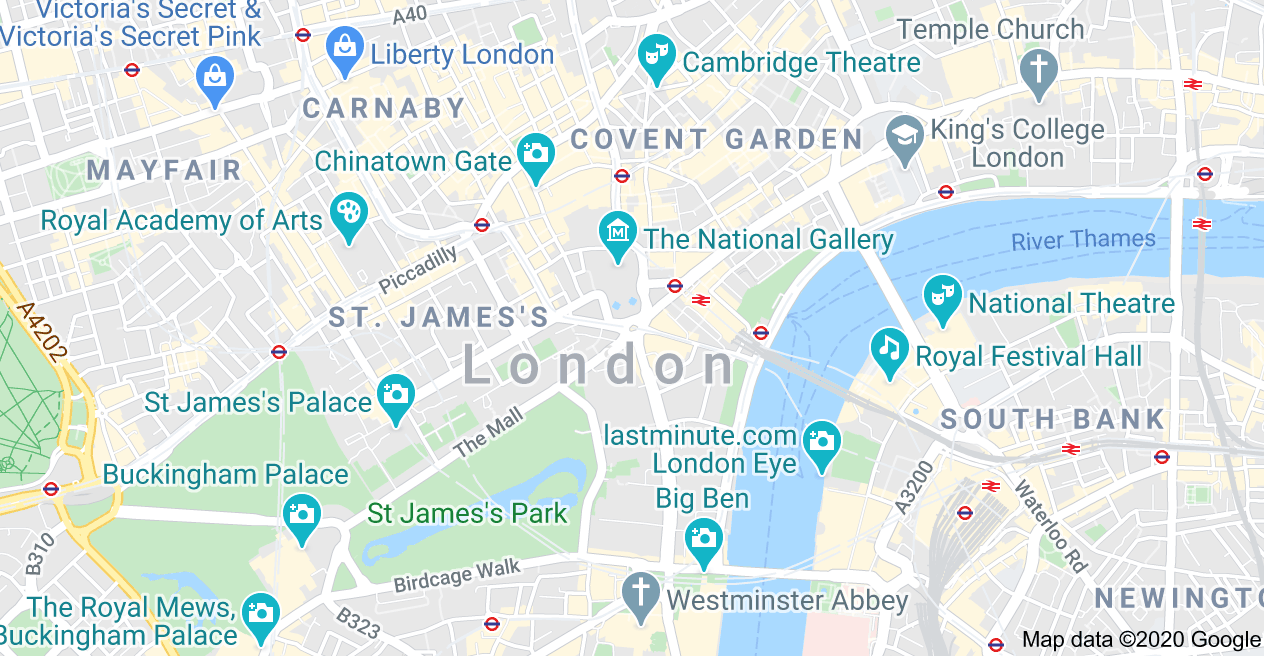 Victoria's Secret &
Victoria's Secret Pink
A40
Liberty London
Cambridge Theatre
Temple Church
CARNABY
COVENT GARDEN
King's College
London
MAYFAIR
Chinatown Gate
Royal Academy of Arts
The National Gallery
River Thames
Piccadilly
A4202
ST. JAMES'S
National Theatre
London
Royal Festival Hall
St James's Palace
The Mall
SOUTH BANK
lastminute.com
London Eye
Buckingham Palace
Big Ben
A3200
St James's Park
Waterloo Rd
B310
Birdcage Walk
The Royal Mews,
Buckingham Palace
B323
Westminster Abbey
NEWINGTO
Map data ©2020 Google